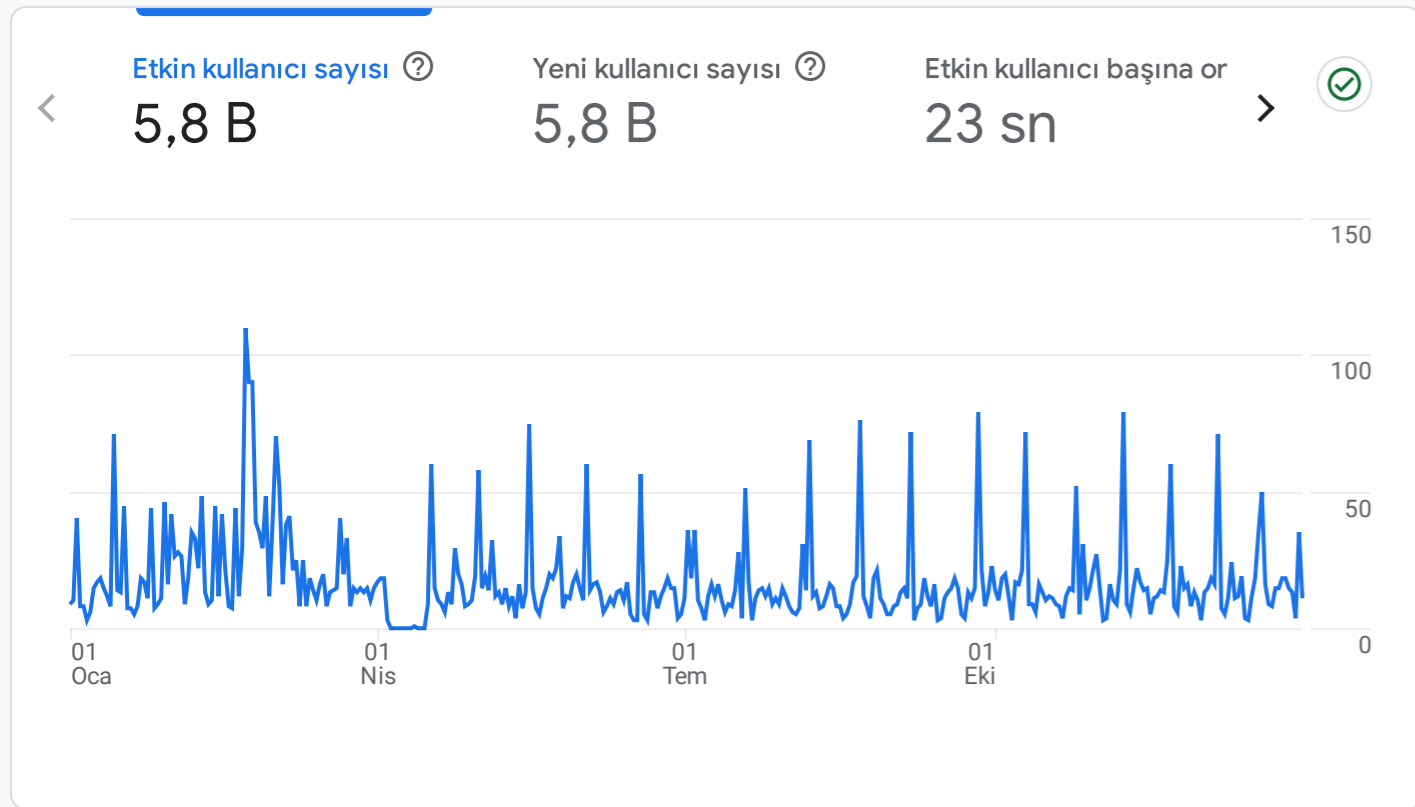 Etkin kullanıcı sayısı
5,8 B
Yeni kullanıcı sayısı
5,8 B
Etkin kullanıcı başına or
23 sn
150
100
50
0
01
Oca
01
Nis
01
Tem
01
Eki